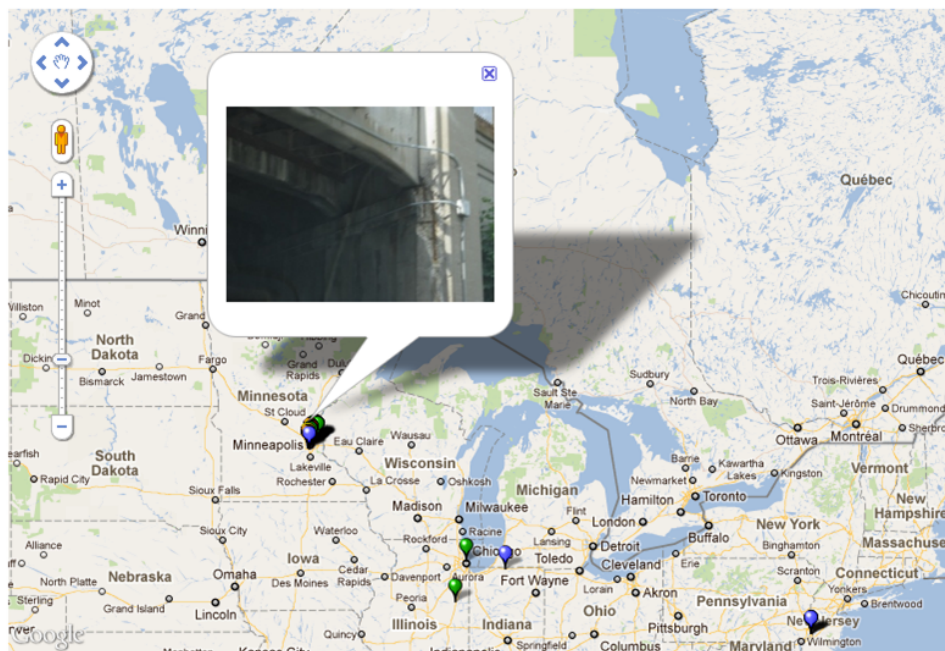 Québec
Winni
Chicoutim
Williston
Minot
Grand
North
Dakota
Dickin
Bismarck
Jamestown
Fargo
Grand
Rapids
Dul
Québec
Sudbury
Sault Ste
Marie
North Bay
Trois-Rivières
Minnesota
St Cloud
Saint-Jérôme
Drummond
Ottawa
Montréal
Sherbro
Minneapolis
Eau Claire
Wausau
Lakeville
Barrie
Kawartha
Lakes
Kingston
Vermont
South
Dakota
Rapid City
Rochester
La Crosse
Wisconsin
Oshkosh
Newmarket
Toronto
Michigan
New
Hampshire
Sioux Falls
Madison
Milwaukee
Flint
Hamilton
London
New York
Buffalo
Massachuse
Sioux City
Waterloo
Rockford
Racine
Lansing
Detroit
Binghamton
Alliance
Iowa
Cedar
Rapids
Chicago
Toledo
Erie
Connecticut
Nebraska
Omaha
Des Moines
Davenport
Aurora
Fort Wayne
Cleveland
Scranton
North Platte
Lorain
Akron
Yonkers
Brentwood
Sterling
Grand Island
Lincoln
Peoria
Pennsylvania
Illinois
Indiana
Ohio
Pittsburgh
New Jersey
Quincy
Springfield
Columbus
Maryland
Wilmington
Google
Manhattan
Kansas City
Indianapolis